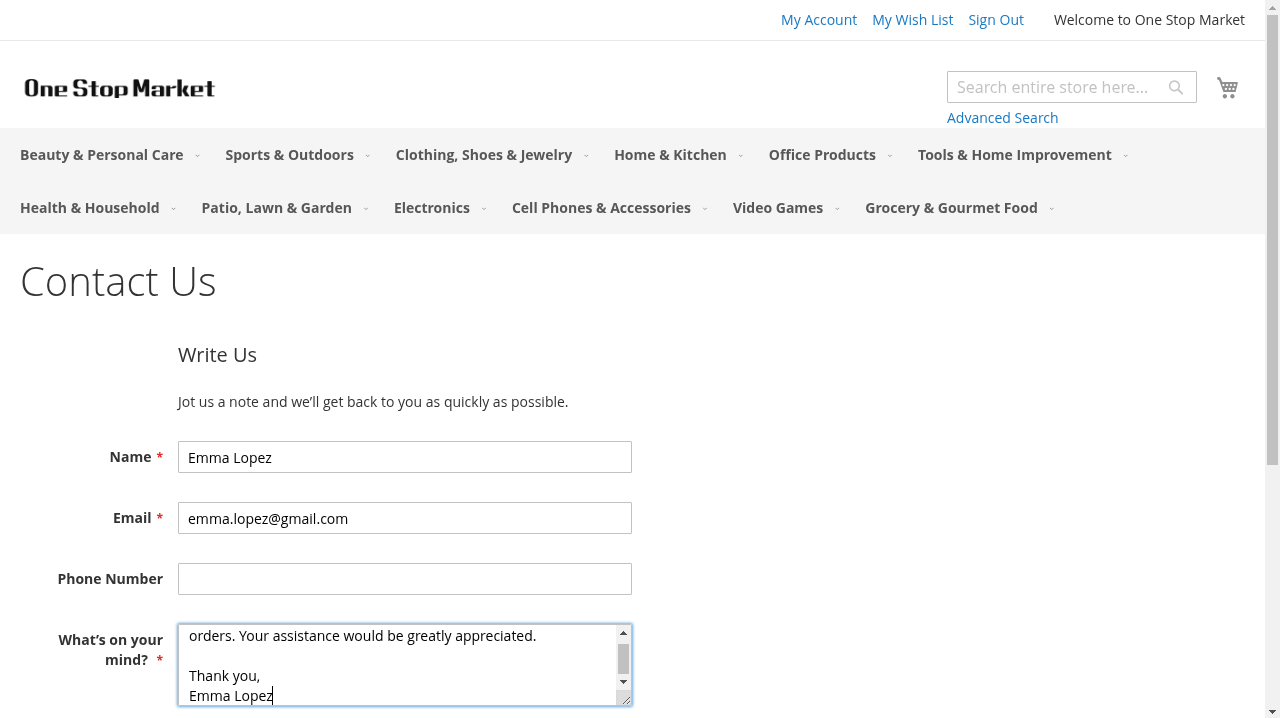 My Account My Wish List Sign Out Welcome to One Stop Market
One Stop Market
Search entire store here...
Advanced Search
Beauty & Personal Care Sports & Outdoors Clothing, Shoes & Jewelry Home & Kitchen Office Products Tools & Home Improvement
Health & Household Patio, Lawn & Garden Electronics Cell Phones & Accessories Video Games Grocery & Gourmet Food
Contact Us
Write Us
Jot us a note and we’ll get back to you as quickly as possible.
Name * Emma Lopez
Email * emma.lopez@gmail.com
Phone Number
What’s on your
mind? *
orders. Your assistance would be greatly appreciated.
Thank you,
Emma Lopez